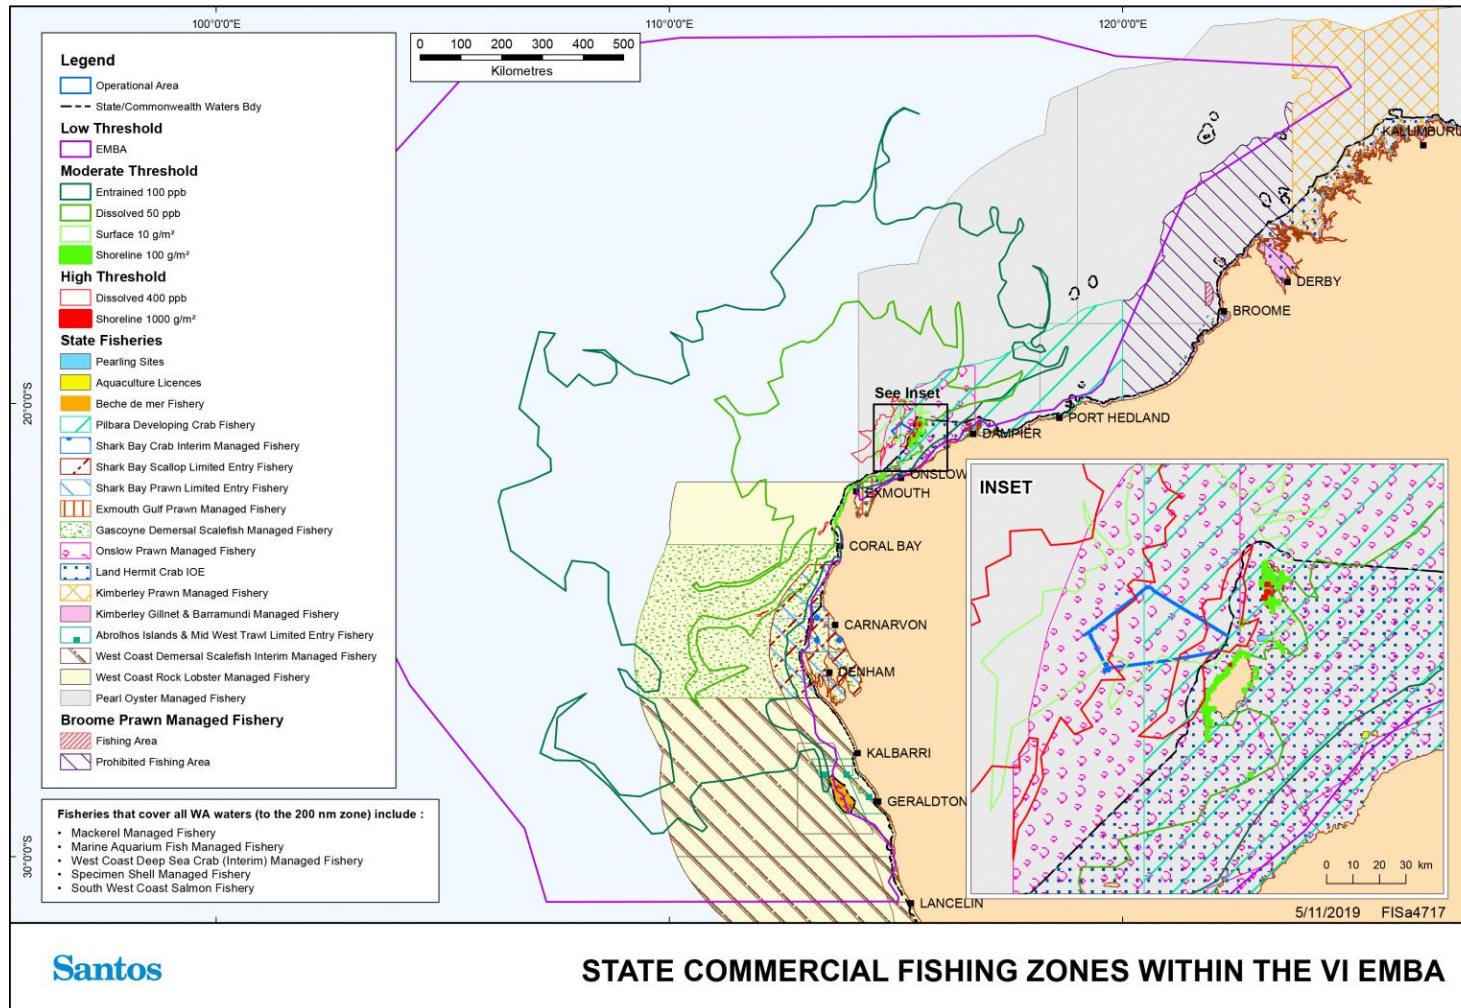 100°0'0"E
110°0'0"E
120°0'0"E
20°0'0"S
30°0'0"S
Legend
Operational Area
State/Commonwealth Waters Bdy
Low Threshold
EMBA
Moderate Threshold
Entrained 100 ppb
Dissolved 50 ppb
Surface 10 g/m²
Shoreline 100 g/m²
High Threshold
Dissolved 400 ppb
Shoreline 1000 g/m²
State Fisheries
Pearling Sites
Aquaculture Licences
Beche de mer Fishery
Pilbara Developing Crab Fishery
Shark Bay Crab Interim Managed Fishery
Shark Bay Scallop Limited Entry Fishery
Shark Bay Prawn Limited Entry Fishery
Exmouth Gulf Prawn Managed Fishery
Gascoyne Demersal Scalefish Managed Fishery
Onslow Prawn Managed Fishery
Land Hermit Crab IOE
Kimberley Prawn Managed Fishery
Kimberley Gillnet & Barramundi Managed Fishery
Abrolhos Islands & Mid West Trawl Limited Entry Fishery
West Coast Demersal Scalefish Interim Managed Fishery
West Coast Rock Lobster Managed Fishery
Pearl Oyster Managed Fishery
Broome Prawn Managed Fishery
Fishing Area
Prohibited Fishing Area
Fisheries that cover all WA waters (to the 200 nm zone) include :
• Mackerel Managed Fishery
• Marine Aquarium Fish Managed Fishery
• West Coast Deep Sea Crab (Interim) Managed Fishery
• Specimen Shell Managed Fishery
• South West Coast Salmon Fishery
0 100 200 300 400 500
Kilometres
KALUMBURU
DERBY
BROOME
See Inset
PORT HEDLAND
DAMPIER
ONSLOW
EXMOUTH
CORAL BAY
CARNARVON
DENHAM
KALBARRI
GERALDTON
LANCELIN
INSET
0 10 20 30 km
5/11/2019 FISa4717
Santos
STATE COMMERCIAL FISHING ZONES WITHIN THE VI EMBA